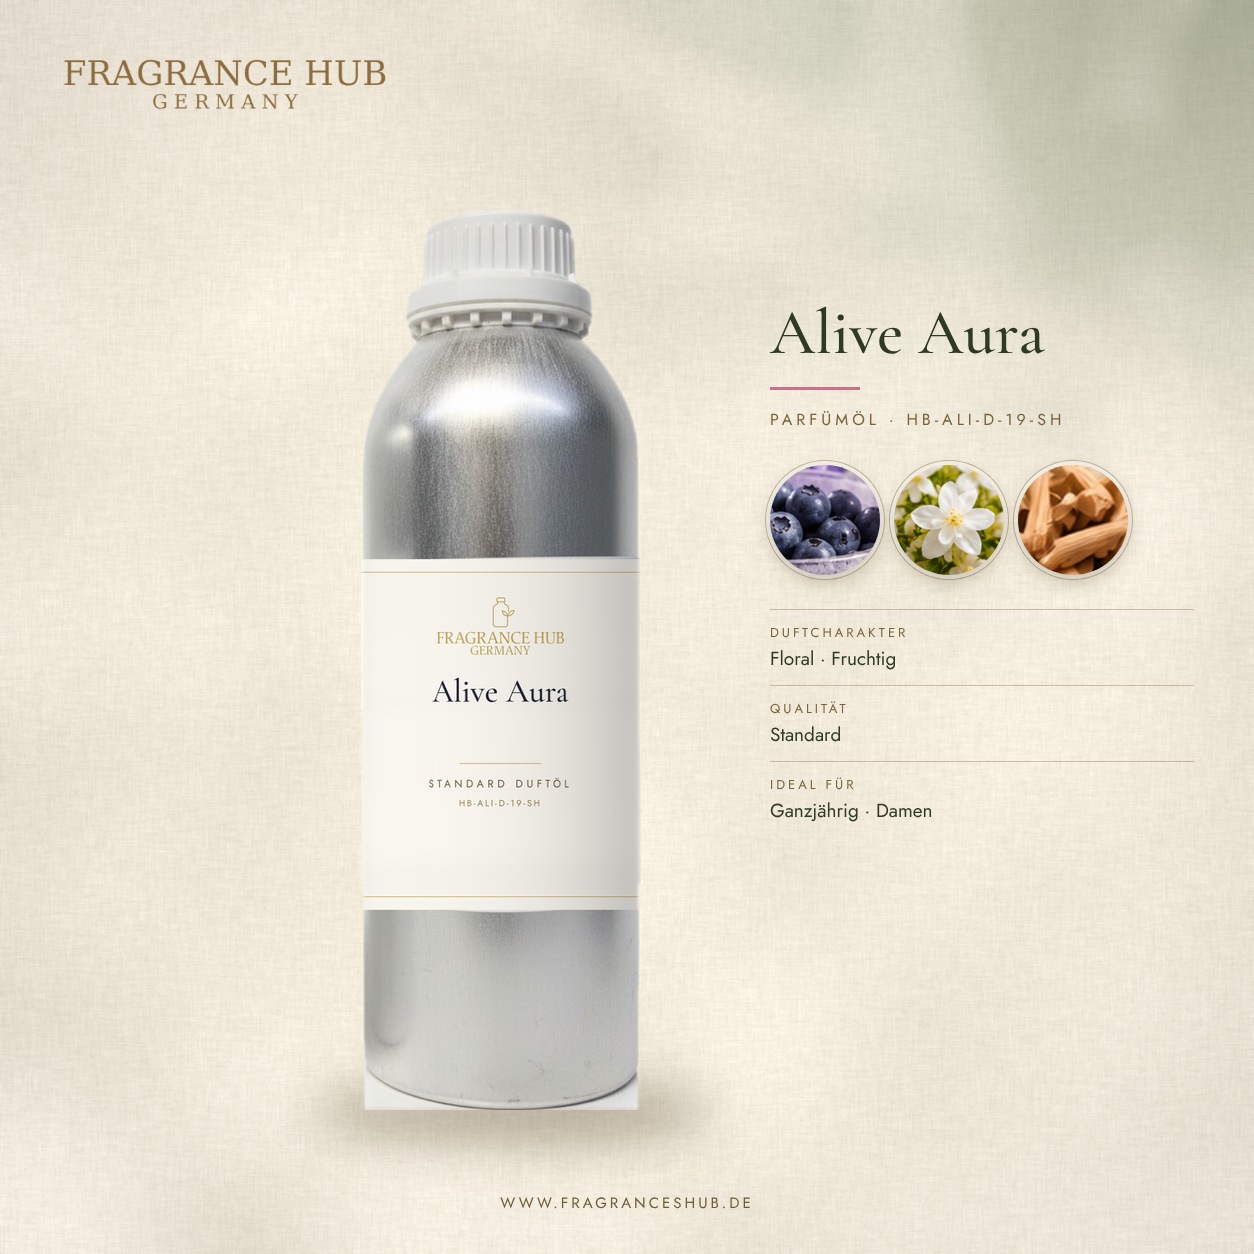 FRAGRANCE HUB
GERMANY
Alive Aura
PARFÜMÖL · HB-ALI-D-19-SH
DUFTCHARAKTER
Floral · Fruchtig
QUALITÄT
Standard
IDEAL FÜR
Ganzjährig · Damen
FRAGRANCE HUB
GERMANY
Alive Aura
STANDARD DUFTÖL
HB-ALI-D-19-SH
WWW.FRAGRANCESHUB.DE